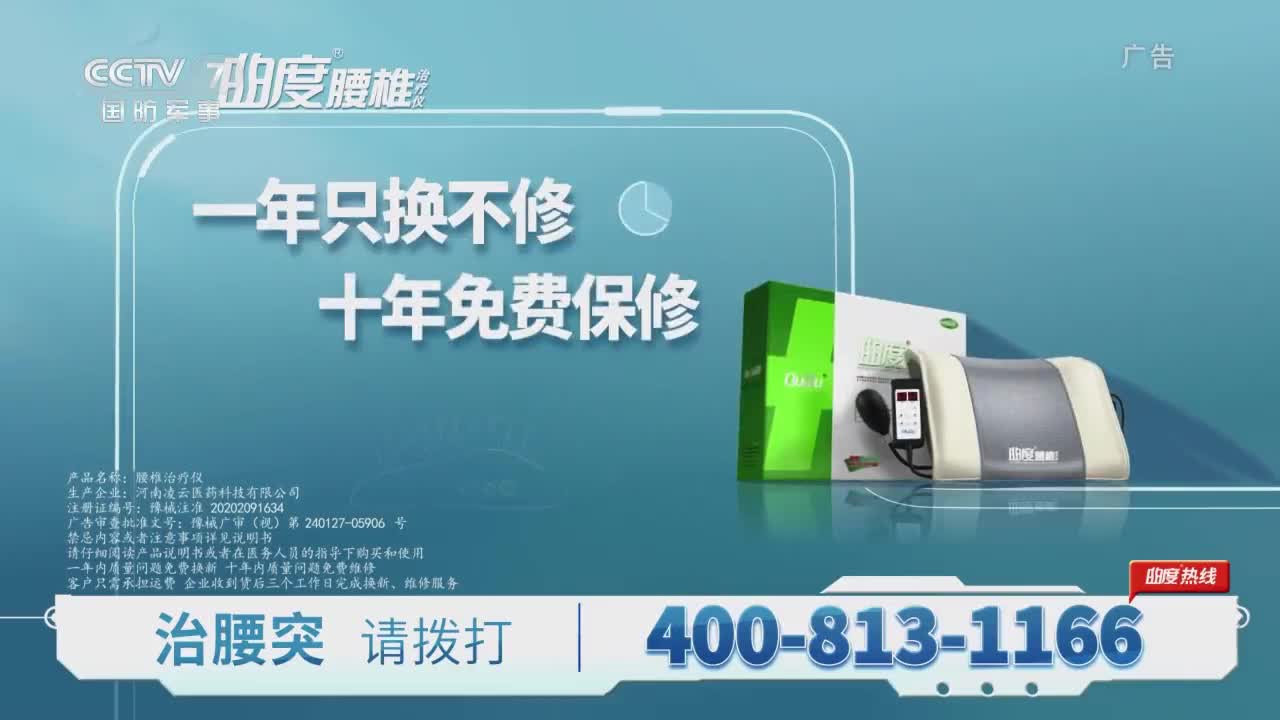 CCTV 7 曲度®腰椎治疗仪
国防军事
广告
一年只换不修
十年免费保修
曲度
QuDu
曲度腰椎
产品名称：腰椎治疗仪
生产企业：河南凌云医药科技有限公司
注册证编号：豫械注准 20202091634
广告审查批准文号：豫械广审（视）第 240127-05906 号
禁忌内容或者注意事项详见说明书
请仔细阅读产品说明书或者在医务人员的指导下购买和使用
一年内质量问题免费换新 十年内质量问题免费维修
客户只需承担运费 企业收到货后三个工作日完成换新、维修服务
曲度热线
治腰突 请拨打 400-813-1166